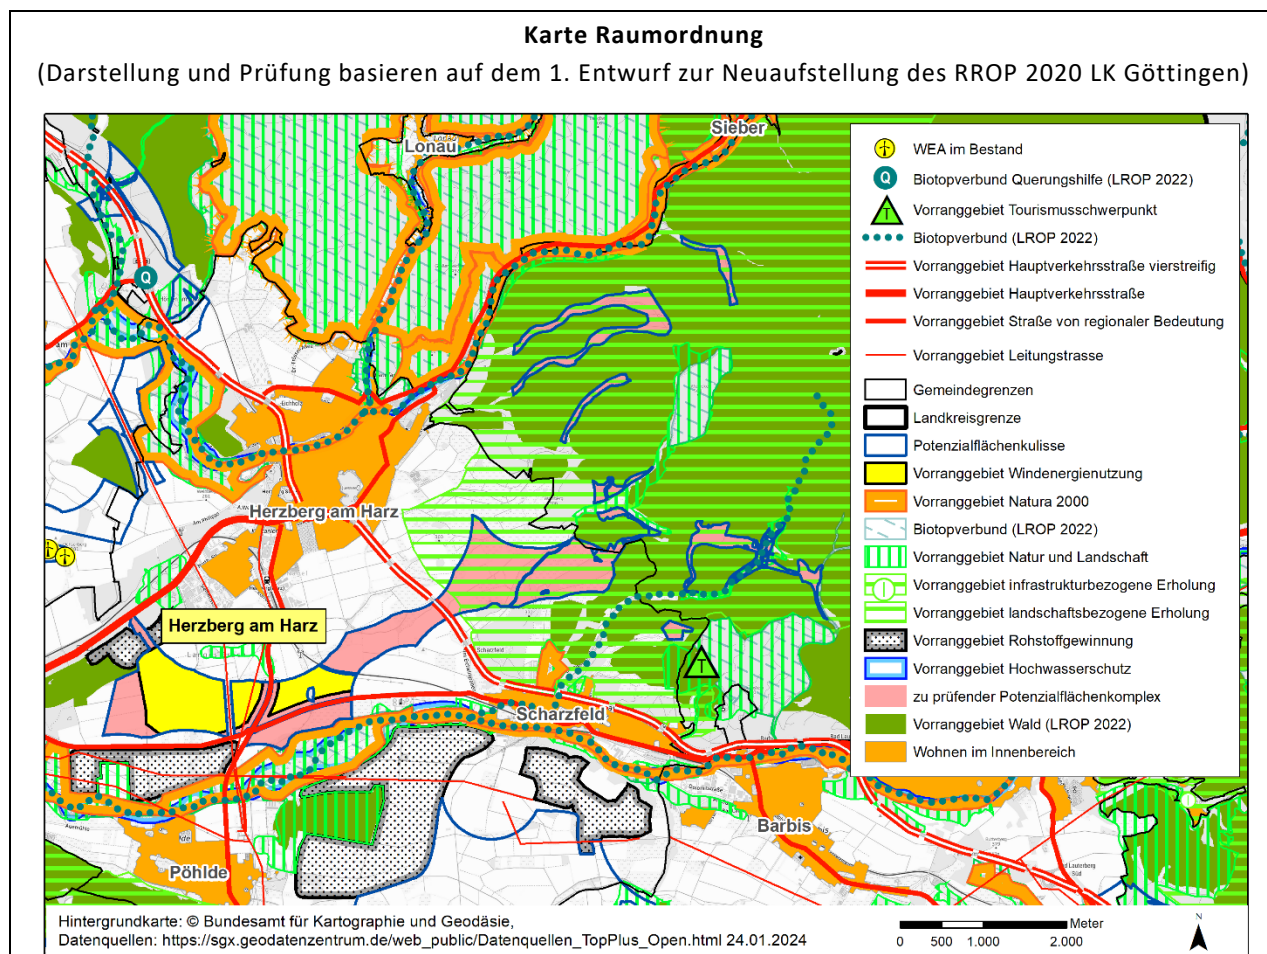 Karte Raumordnung
(Darstellung und Prüfung basieren auf dem 1. Entwurf zur Neuaufstellung des RROP 2020 LK Göttingen)
Sieber
Lonau
Q
Herzberg am Harz
Herzberg am Harz
T
Scharzfeld
Barbis
Pöhlde
WEA im Bestand
Q Biotopverbund Querungshilfe (LROP 2022)
T Vorranggebiet Tourismusschwerpunkt
Biotopverbund (LROP 2022)
Vorranggebiet Hauptverkehrsstraße vierstreifig
Vorranggebiet Hauptverkehrsstraße
Vorranggebiet Straße von regionaler Bedeutung
Vorranggebiet Leitungstrasse
Gemeindegrenzen
Landkreisgrenze
Potenzialflächenkulisse
Vorranggebiet Windenergienutzung
Vorranggebiet Natura 2000
Biotopverbund (LROP 2022)
Vorranggebiet Natur und Landschaft
Vorranggebiet infrastrukturbezogene Erholung
Vorranggebiet landschaftsbezogene Erholung
Vorranggebiet Rohstoffgewinnung
Vorranggebiet Hochwasserschutz
zu prüfender Potenzialflächenkomplex
Vorranggebiet Wald (LROP 2022)
Wohnen im Innenbereich
Hintergrundkarte: © Bundesamt für Kartographie und Geodäsie,
Datenquellen: https://sgx.geodatenzentrum.de/web_public/Datenquellen_TopPlus_Open.html 24.01.2024
Meter
0 500 1.000 2.000
N